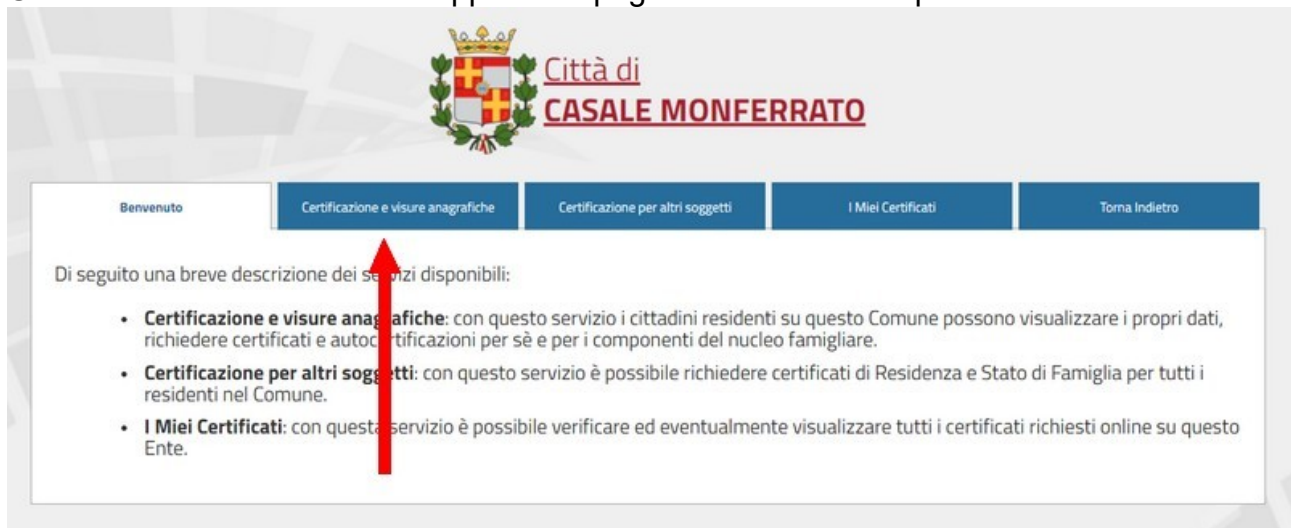 Città di
CASALE MONFERRATO
Benvenuto
Certificazione e visure anagrafiche
Certificazione per altri soggetti
I Miei Certificati
Torna Indietro
Di seguito una breve descrizione dei servizi disponibili:
• Certificazione e visure anagrafiche: con questo servizio i cittadini residenti su questo Comune possono visualizzare i propri dati,
richiedere certificati e autocertificazioni per sè e per i componenti del nucleo famigliare.
• Certificazione per altri soggetti: con questo servizio è possibile richiedere certificati di Residenza e Stato di Famiglia per tutti i
residenti nel Comune.
• I Miei Certificati: con questa servizio è possibile verificare ed eventualmente visualizzare tutti i certificati richiesti online su questo
Ente.